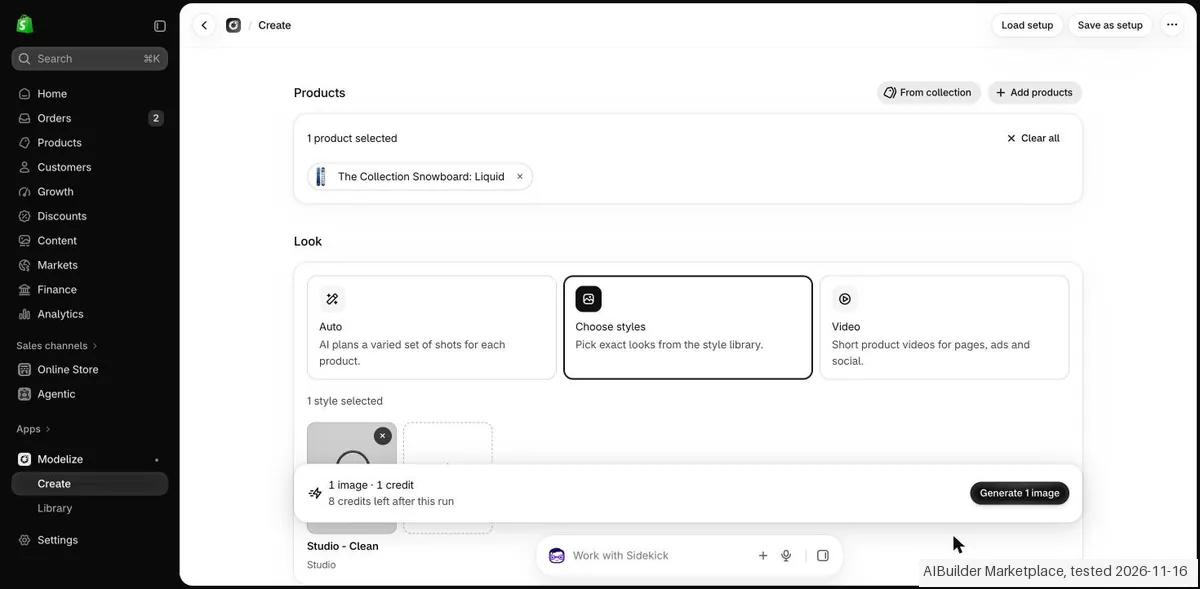 Create
Load setup
Save as setup
Search
⌘K
Home
Orders
2
Products
Customers
Growth
Discounts
Content
Markets
Finance
Analytics
Sales channels
Online Store
Agentic
Apps
Modelize
Create
Library
Settings
Products
From collection
Add products
1 product selected
Clear all
The Collection Snowboard: Liquid
Look
Auto
AI plans a varied set of shots for each
product.
Choose styles
Pick exact looks from the style library.
Video
Short product videos for pages, ads and
social.
1 style selected
1 image · 1 credit
8 credits left after this run
Generate 1 image
Studio - Clean
Studio
Work with Sidekick
AIBuilder Marketplace, tested 2026-11-16